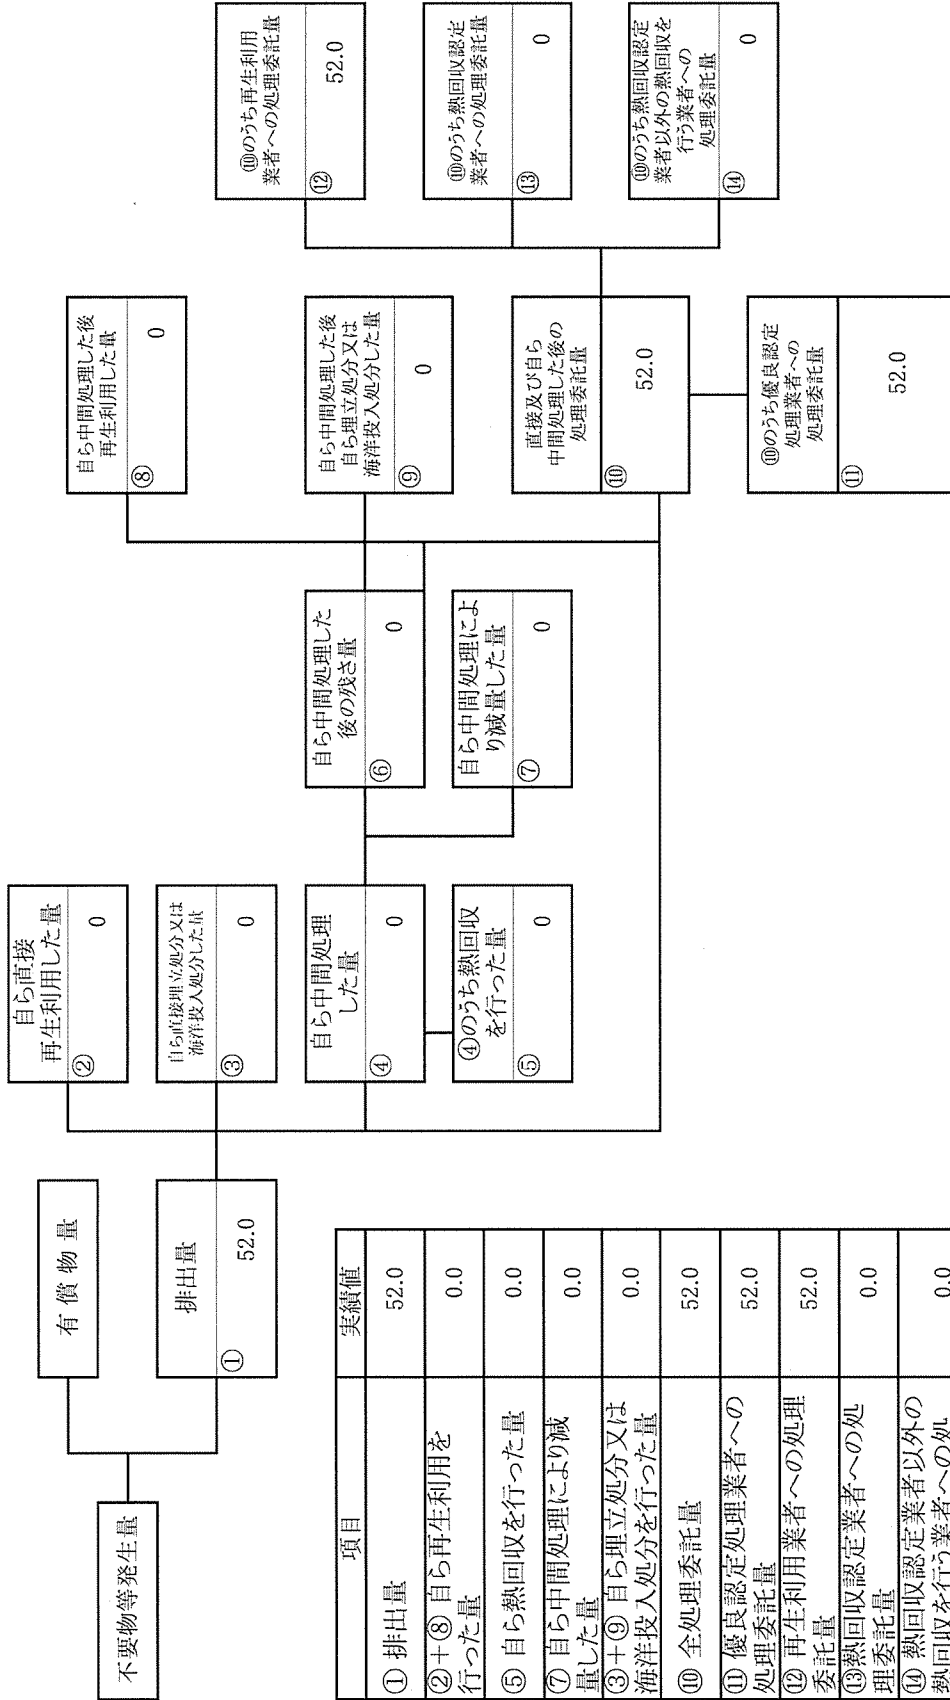 不要物等発生量
有償物量
排出量
①
52.0
自ら直接
再生利用した量
②
0
自ら直接埋立処分又は
海洋投入処分した量
③
0
自ら中間処理
した量
④
0
④のうち熱回収
を行った量
⑤
0
自ら中間処理した
後の残さ量
⑥
0
自ら中間処理によ
り減量した量
⑦
0
自ら中間処理した後
再生利用した量
⑧
0
自ら中間処理した後
自ら埋立処分又は
海洋投入処分した量
⑨
0
直接及び自ら
中間処理した後の
処理委託量
⑩
52.0
⑩のうち優良認定
処理業者への
処理委託量
⑪
52.0
⑩のうち再生利用
業者への処理委託量
⑫
52.0
⑩のうち熱回収認定
業者への処理委託量
⑬
0
⑩のうち熱回収認定
業者以外の熱回収を
行う業者への
処理委託量
⑭
0
項目 実績値
① 排出量 52.0
②+⑧ 自ら再生利用を
行った量 0.0
⑤ 自ら熱回収を行った量 0.0
⑦ 自ら中間処理により減
量した量 0.0
③+⑨ 自ら埋立処分又は
海洋投入処分を行った量 0.0
⑩ 全処理委託量 52.0
⑪ 優良認定処理業者への
処理委託量 52.0
⑫ 再生利用業者への処理
委託量 52.0
⑬熱回収認定業者への処
理委託量 0.0
⑭ 熱回収認定業者以外の
熱回収を行う業者への処 0.0